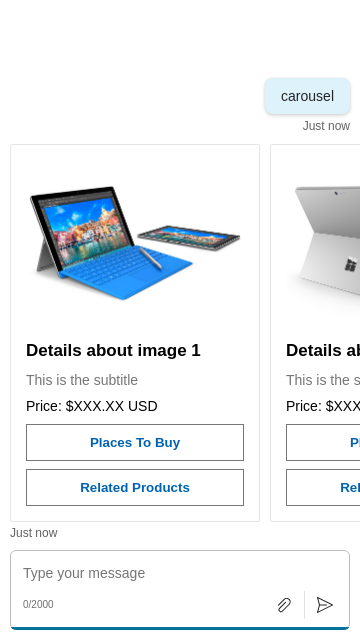 carousel
Just now
Details about image 1
This is the subtitle
Price: $XXX.XX USD
Places To Buy
Related Products
Details ab
This is the s
Price: $XXX
Pl
Rel
Just now
Type your message
0/2000